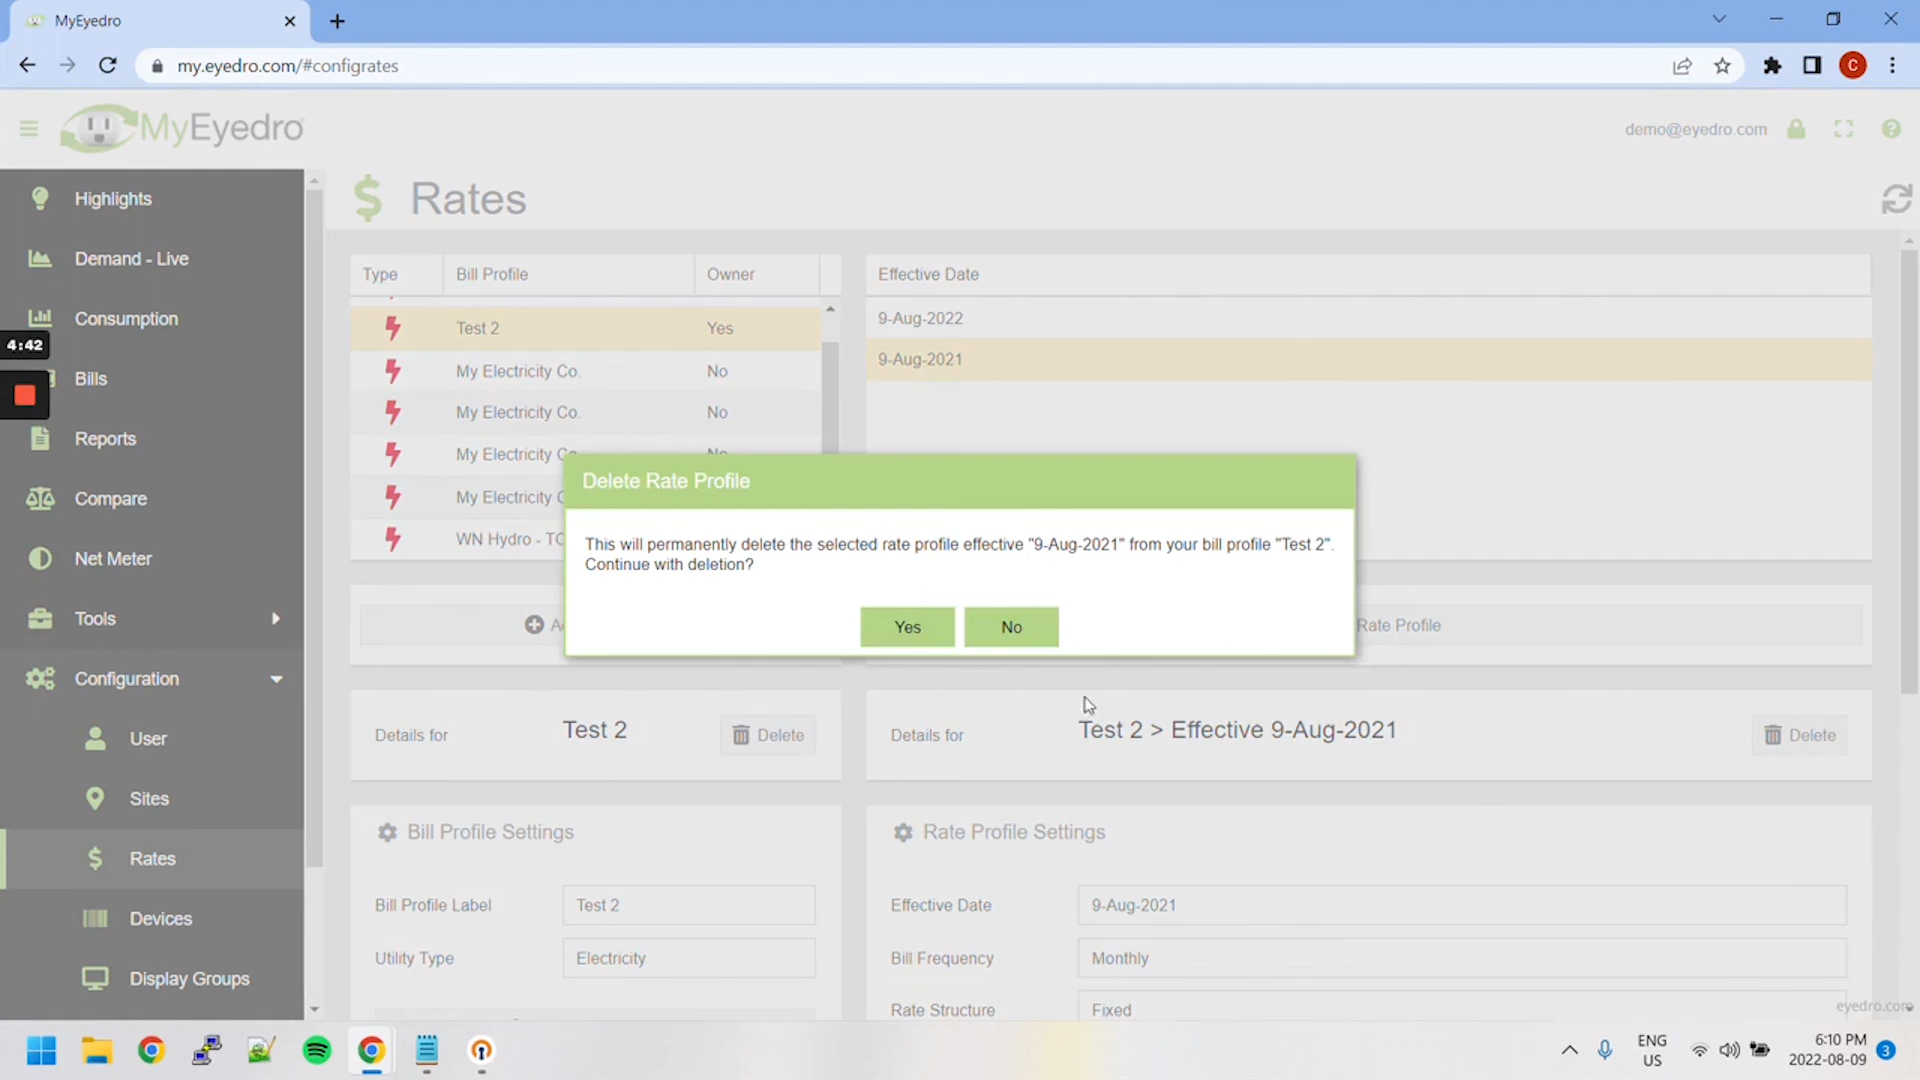 MyEyedro
my.eyedro.com/#configrates
C
MyEyedro
demo@eyedro.com
Highlights
Demand - Live
Consumption
4:42
Bills
Reports
Compare
Net Meter
Tools
Configuration
User
Sites
Rates
Devices
Display Groups
$ Rates
Type Bill Profile Owner
Test 2 Yes
My Electricity Co. No
My Electricity Co. No
My Electricity Co. No
My Electricity
WN Hydro -
Effective Date
9-Aug-2022
9-Aug-2021
Delete Rate Profile
This will permanently delete the selected rate profile effective "9-Aug-2021" from your bill profile "Test 2".
Continue with deletion?
Yes No
Rate Profile
Details for Test 2 Delete
Details for Test 2 > Effective 9-Aug-2021 Delete
Bill Profile Settings
Bill Profile Label Test 2
Utility Type Electricity
Rate Profile Settings
Effective Date 9-Aug-2021
Bill Frequency Monthly
Rate Structure Fixed
eyedro.com
ENG
US
6:10 PM
2022-08-09
3